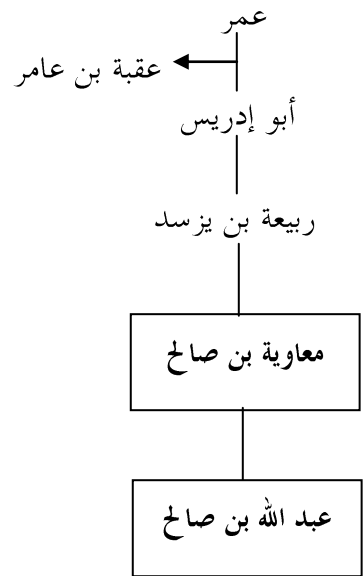 عمر
عقبة بن عامر
أبو إدريس
ربيعة بن يزسد
معاوية بن صالح
عبد الله بن صالح